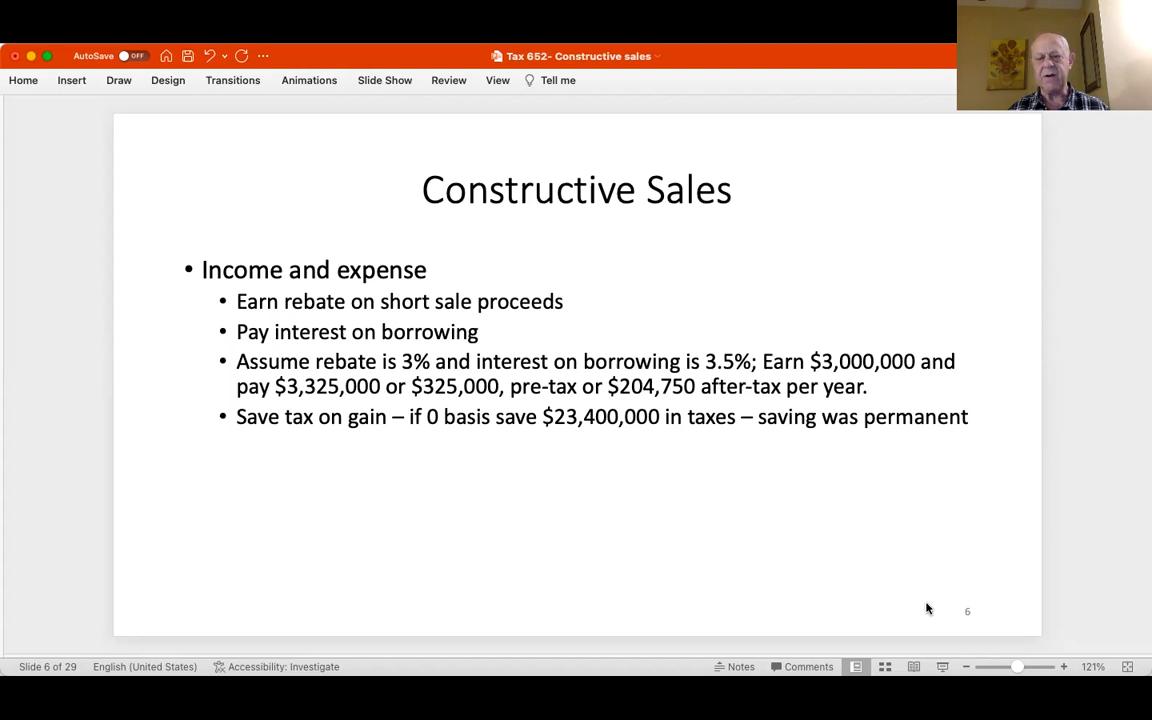 AutoSave OFF
Tax 652- Constructive sales
Home Insert Draw Design Transitions Animations Slide Show Review View Tell me
Constructive Sales
• Income and expense
• Earn rebate on short sale proceeds
• Pay interest on borrowing
• Assume rebate is 3% and interest on borrowing is 3.5%; Earn $3,000,000 and
pay $3,325,000 or $325,000, pre-tax or $204,750 after-tax per year.
• Save tax on gain – if 0 basis save $23,400,000 in taxes – saving was permanent
6
Slide 6 of 29 English (United States) Accessibility: Investigate Notes Comments 121%